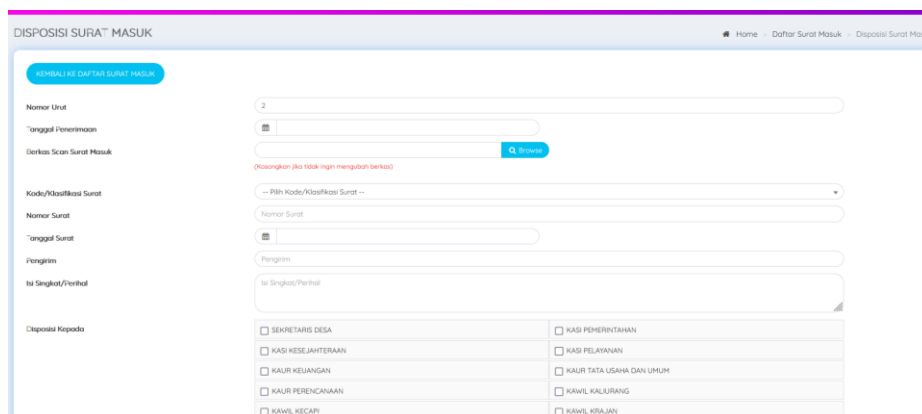 DISPOSISI SURAT MASUK
Home > Daftar Surat Masuk > Disposisi Surat Mas
KEMBALI KE DAFTAR SURAT MASUK
Nomor Urut
2
Tanggal Penerimaan
Berkas Scan Surat Masuk
Browse
(Kosongkan jika tidak ingin mengubah berkas)
Kode/Klasifikasi Surat
-- Pilih Kode/Klasifikasi Surat --
Nomor Surat
Nomor Surat
Tanggal Surat
Pengirim
Pengirim
Isi Singkat/Perihal
Isi Singkat/Perihal
Disposisi Kepada
SEKRETARIS DESA
KASI PEMERINTAHAN
KASI KESEJAHTERAAN
KASI PELAYANAN
KAUR KEUANGAN
KAUR TATA USAHA DAN UMUM
KAUR PERENCANAAN
KAWIL KALIURANG
KAWIL KECAPI
KAWIL KRAJAN